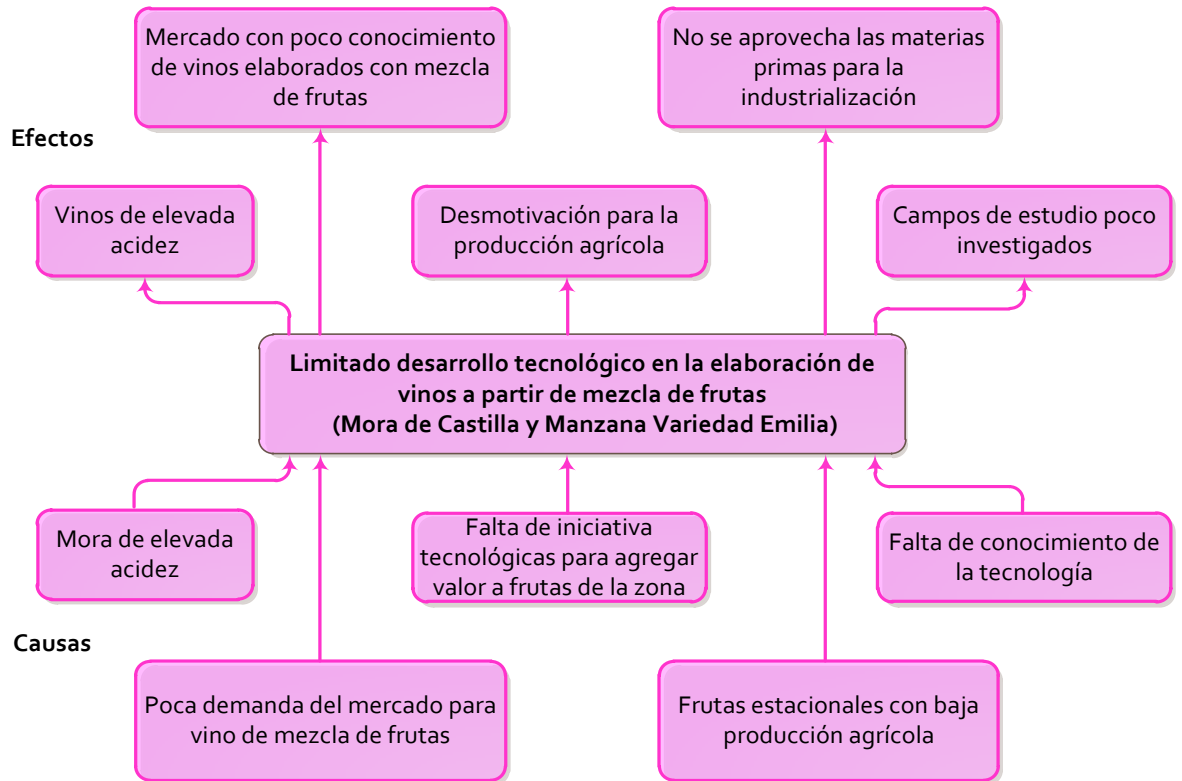 Mercado con poco conocimiento
de vinos elaborados con mezcla
de frutas
No se aprovecha las materias
primas para la
industrialización
Efectos
Vinos de elevada
acidez
Desmotivación para la
producción agrícola
Campos de estudio poco
investigados
Limitado desarrollo tecnológico en la elaboración de
vinos a partir de mezcla de frutas
(Mora de Castilla y Manzana Variedad Emilia)
Mora de elevada
acidez
Falta de iniciativa
tecnológicas para agregar
valor a frutas de la zona
Falta de conocimiento de
la tecnología
Causas
Poca demanda del mercado para
vino de mezcla de frutas
Frutas estacionales con baja
producción agrícola